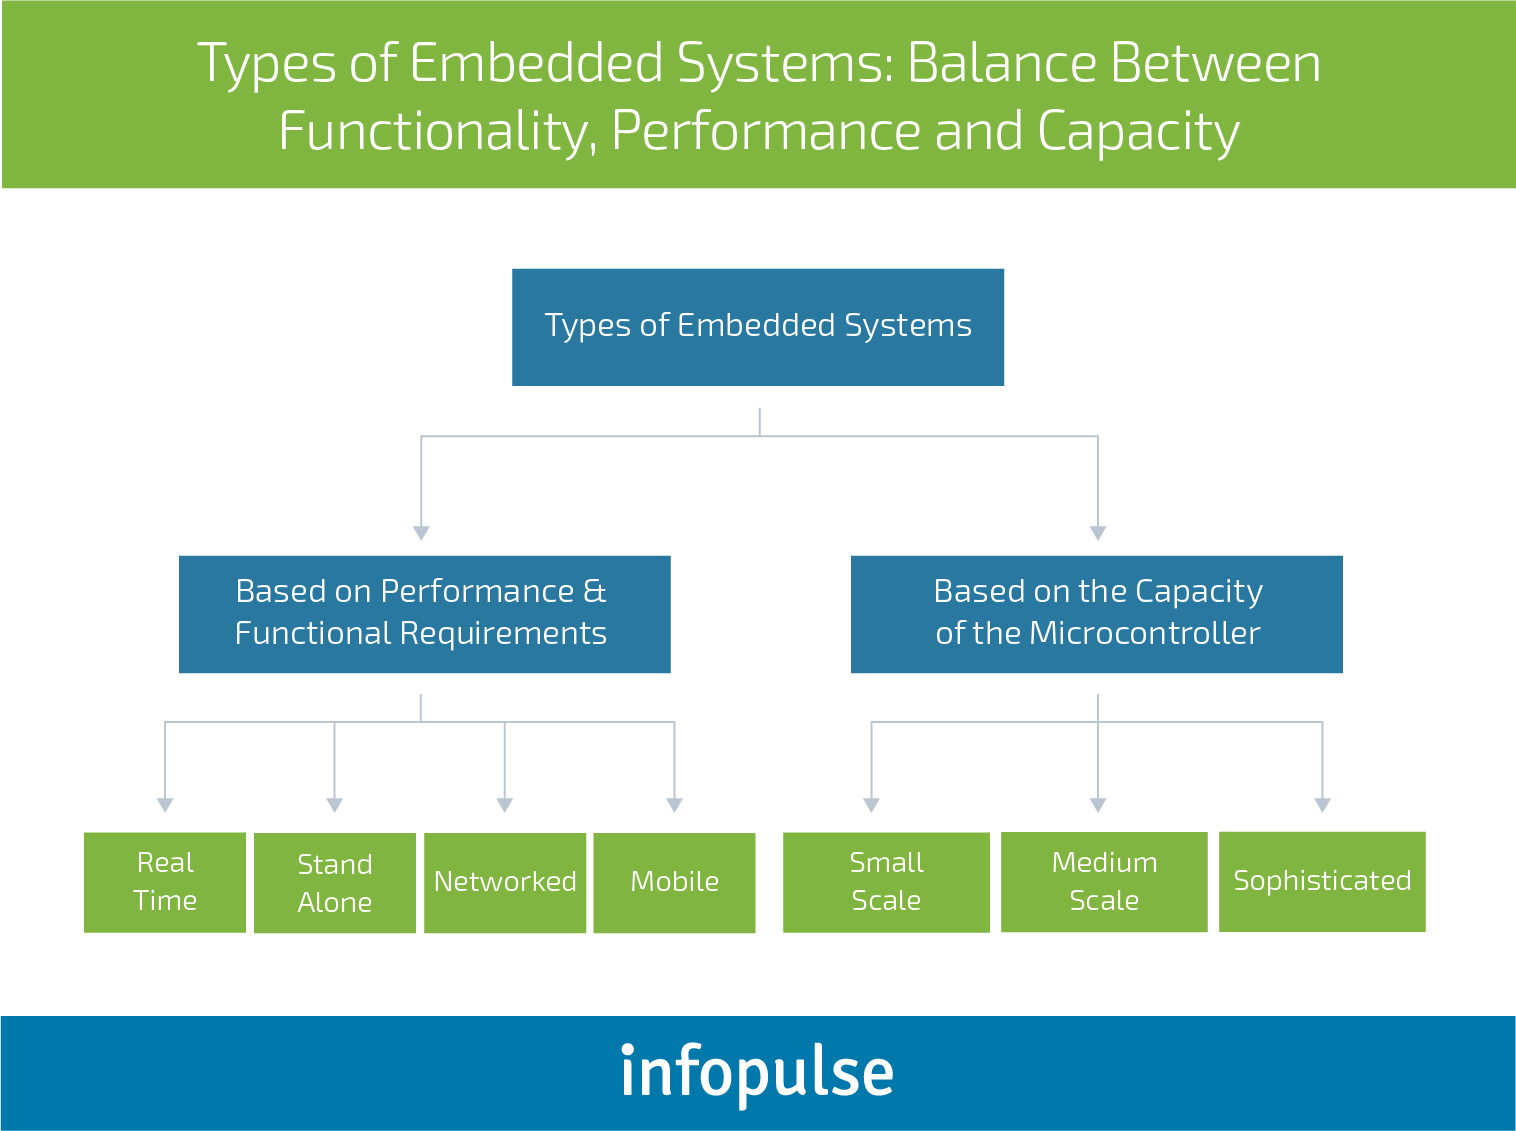 Types of Embedded Systems: Balance Between
Functionality, Performance and Capacity
Types of Embedded Systems
Based on Performance &
Functional Requirements
Based on the Capacity
of the Microcontroller
Real
Time
Stand
Alone
Networked
Mobile
Small
Scale
Medium
Scale
Sophisticated
infopulse